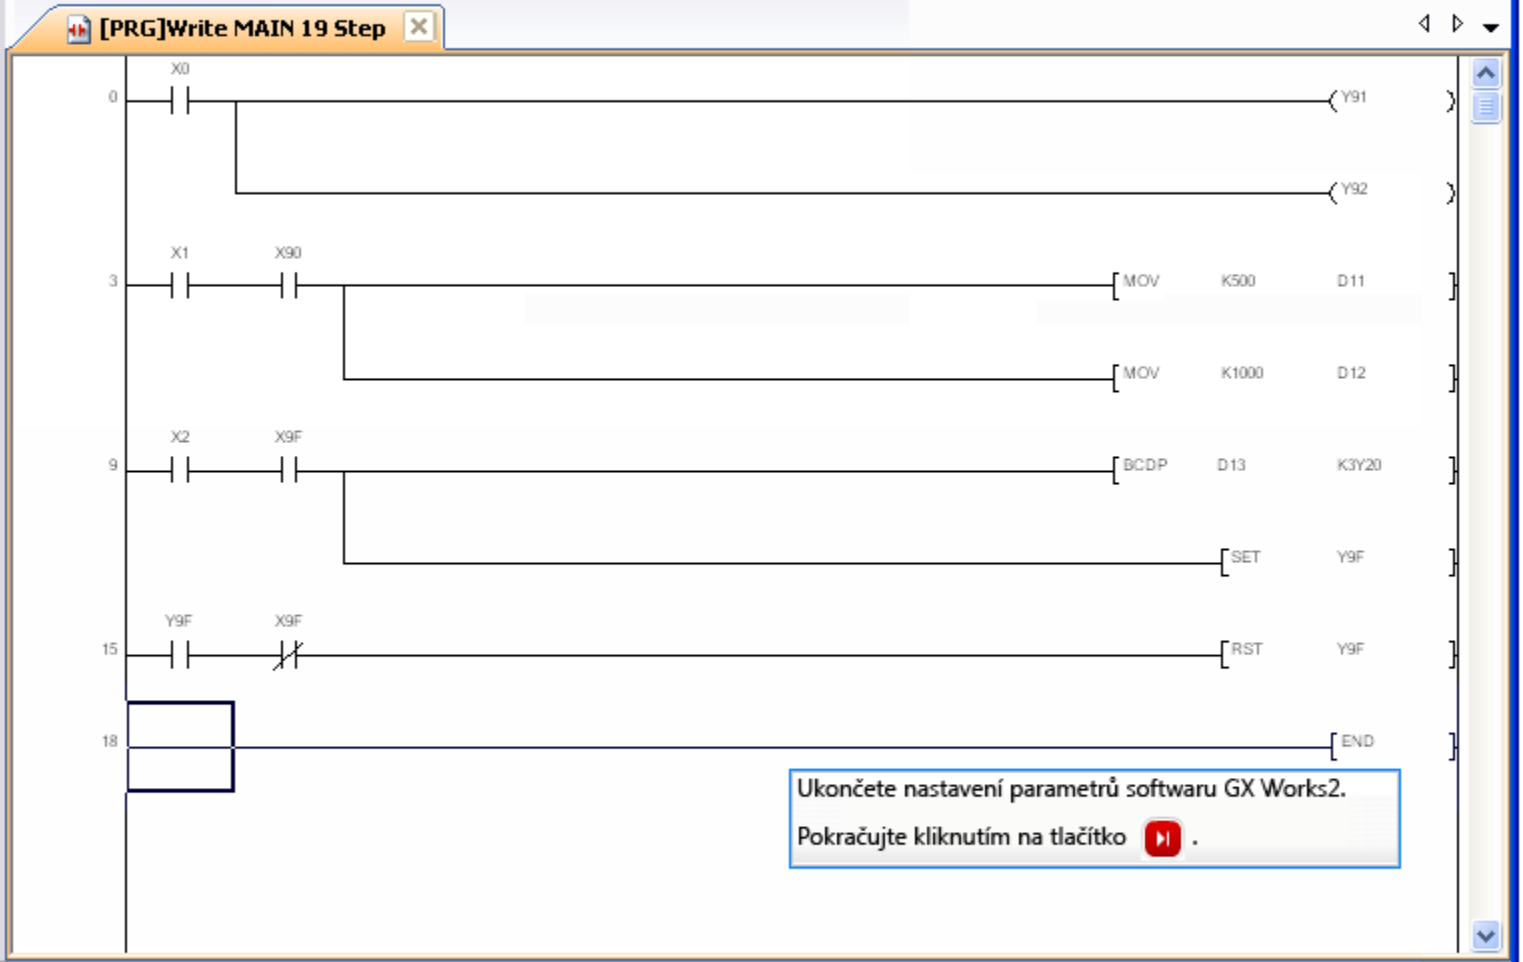 [PRG]Write MAIN 19 Step
X0
0 Y91
Y92
X1 X90
3 MOV K500 D11
MOV K1000 D12
X2 X9F
9 BCDP D13 K3Y20
SET Y9F
Y9F X9F
15 RST Y9F
18 END
Ukončete nastavení parametrů softwaru GX Works2.
Pokračujte kliknutím na tlačítko .